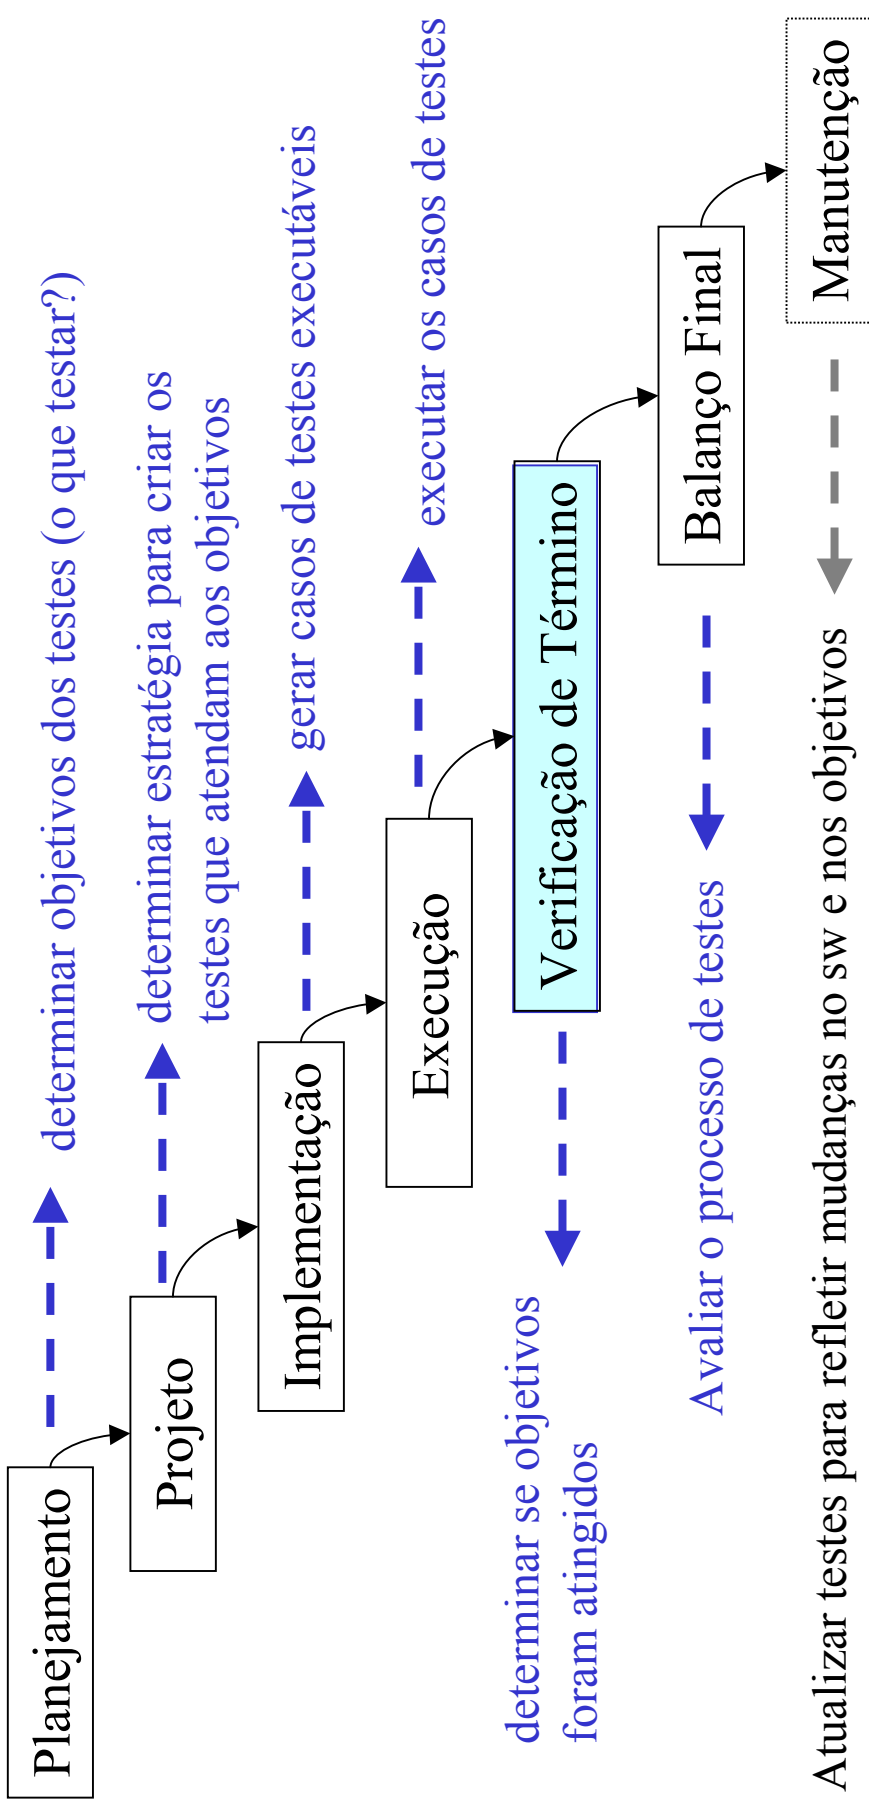 Planejamento
determinar objetivos dos testes (o que testar?)
Projeto
determinar estratégia para criar os
testes que atendam aos objetivos
Implementação
gerar casos de testes executáveis
Execução
executar os casos de testes
Verificação de Término
determinar se objetivos
foram atingidos
Balanço Final
Avaliar o processo de testes
Manutenção
Atualizar testes para refletir mudanças no sw e nos objetivos